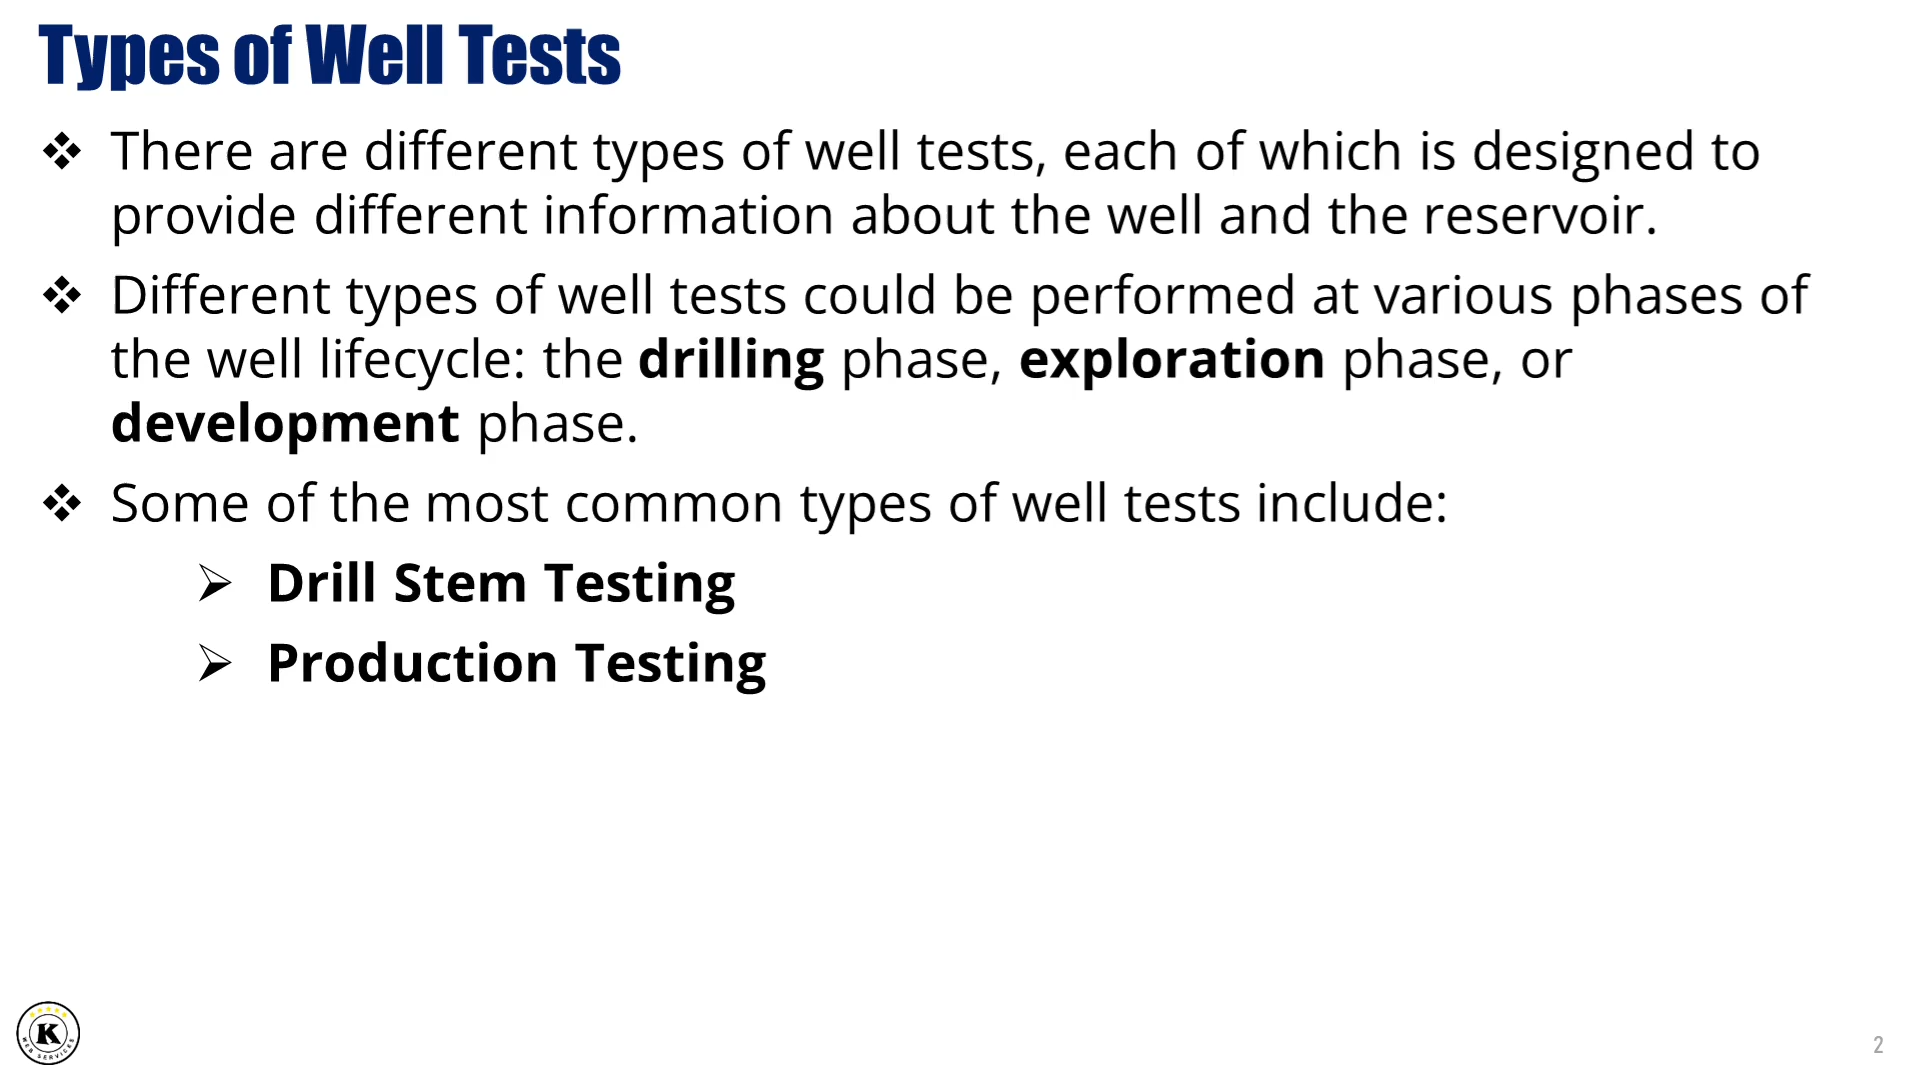 Types of Well Tests
❖ There are different types of well tests, each of which is designed to
provide different information about the well and the reservoir.
❖ Different types of well tests could be performed at various phases of
the well lifecycle: the drilling phase, exploration phase, or
development phase.
❖ Some of the most common types of well tests include:
➢ Drill Stem Testing
➢ Production Testing
K
WEB SERVICES
2